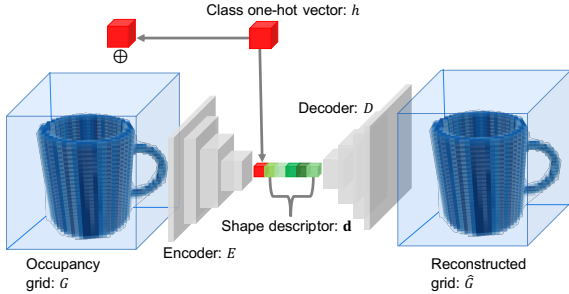 Class one-hot vector: h
⊕
Decoder: D
Shape descriptor: d
Encoder: E
Occupancy
grid: G
Reconstructed
grid: Ĝ